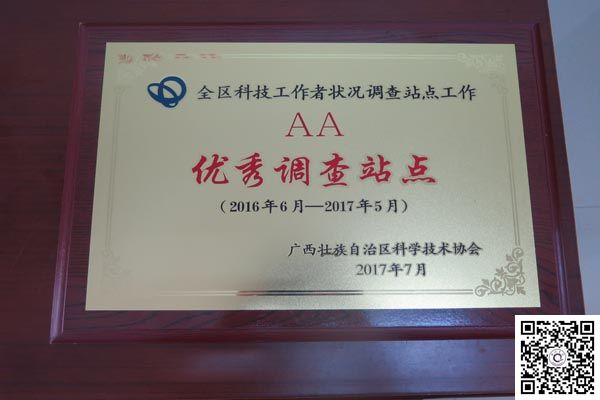 全区科技工作者状况调查站点工作
AA
优秀调查站点
（2016年6月—2017年5月）
广西壮族自治区科学技术协会
2017年7月